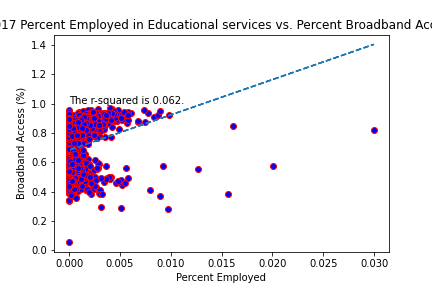 17 Percent Employed in Educational services vs. Percent Broadband Acc
1.4
1.2
1.0
0.8
0.6
0.4
0.2
0.0
Broadband Access (%)
The r-squared is 0.062.
0.000 0.005 0.010 0.015 0.020 0.025 0.030
Percent Employed